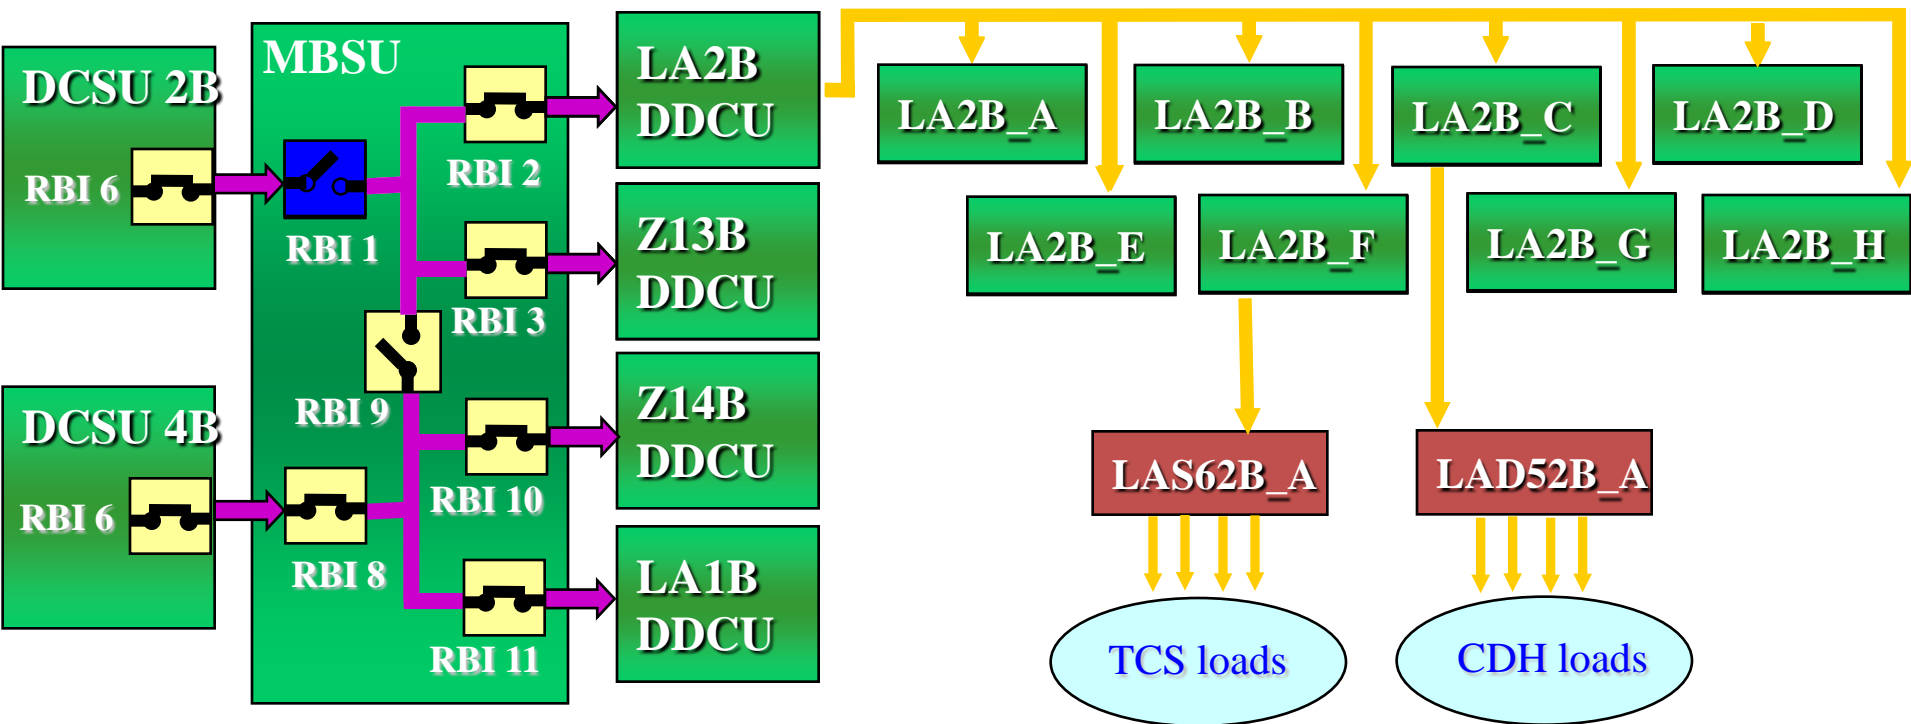 DCSU 2B
RBI 6
DCSU 4B
RBI 6
MBSU
RBI 1
RBI 2
RBI 3
RBI 9
RBI 10
RBI 8
RBI 11
LA2B
DDCU
Z13B
DDCU
Z14B
DDCU
LA1B
DDCU
LA2B_A
LA2B_B
LA2B_C
LA2B_D
LA2B_E
LA2B_F
LA2B_G
LA2B_H
LAS62B_A
LAD52B_A
TCS loads
CDH loads